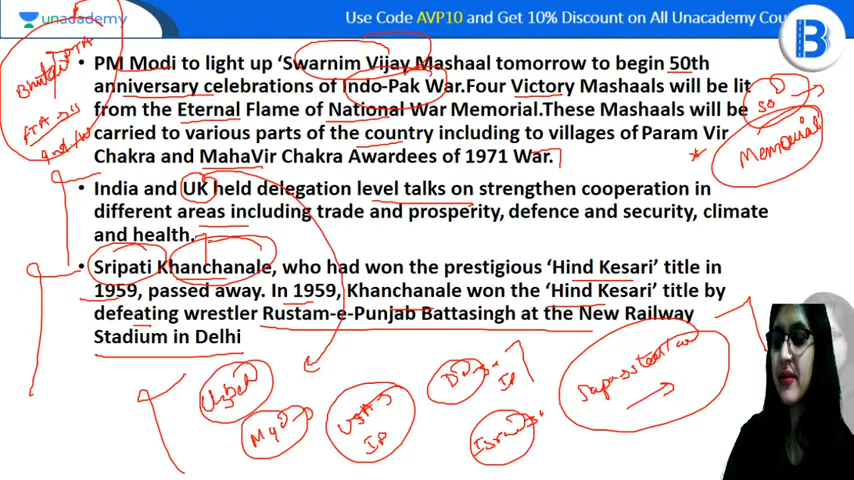 unacademy
Use Code AVP10 and Get 10% Discount on All Unacademy Cou
B
• PM Modi to light up ‘Swarnim Vijay Mashaal tomorrow to begin 50th
anniversary celebrations of Indo-Pak War.Four Victory Mashaals will be lit
from the Eternal Flame of National War Memorial.These Mashaals will be
carried to various parts of the country including to villages of Param Vir
Chakra and MahaVir Chakra Awardees of 1971 War.
• India and UK held delegation level talks on strengthen cooperation in
different areas including trade and prosperity, defence and security, climate
and health.
• Sripati Khanchanale, who had won the prestigious ‘Hind Kesari’ title in
1959, passed away. In 1959, Khanchanale won the ‘Hind Kesari’ title by
defeating wrestler Rustam-e-Punjab Battasingh at the New Railway
Stadium in Delhi
Bhutan
PTA
50
Memorial
USA
IP
IP